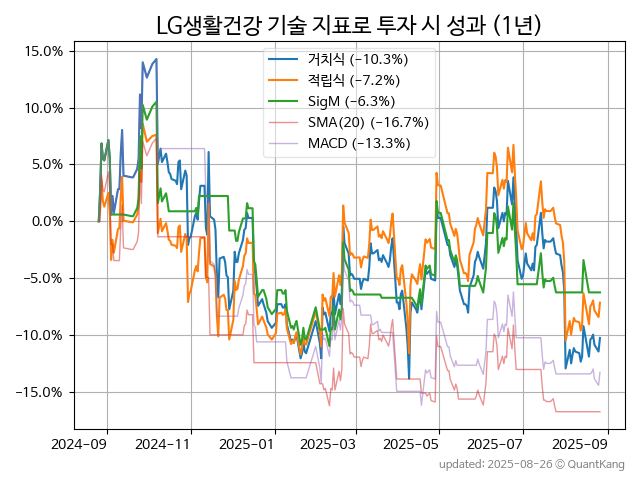 LG생활건강 기술 지표로 투자 시 성과 (1년)
15.0%
10.0%
5.0%
0.0%
−5.0%
−10.0%
−15.0%
거치식 (−10.3%)
적립식 (−7.2%)
SigM (−6.3%)
SMA(20) (−16.7%)
MACD (−13.3%)
2024−09
2024−11
2025−01
2025−03
2025−05
2025−07
2025−09
updated: 2025-08-26 ⓒ QuantKang